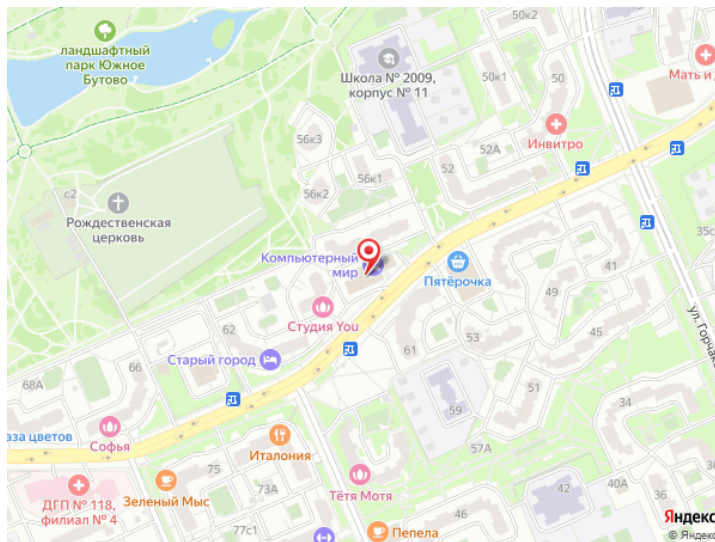 50к2
ландшафтный
парк Южное
Бутово
Школа № 2009,
корпус № 11
50к1
50
Мать и
Инвитро
56к3
52А
52
56к1
56к2
с2
Рождественская
церковь
35с
Компьютерный
мир
Пятёрочка
41
49
45
ул. Горчак
Студия You
62
53
61
Старый город
66
68А
51
59
34
аза цветов
Софья
Италония
57А
75
73А
Тётя Мотя
42
40
36
ДГП № 118,
филиал № 4
Зеленый Мыс
77с1
46
Пепела
Яндекс
© Яндекс